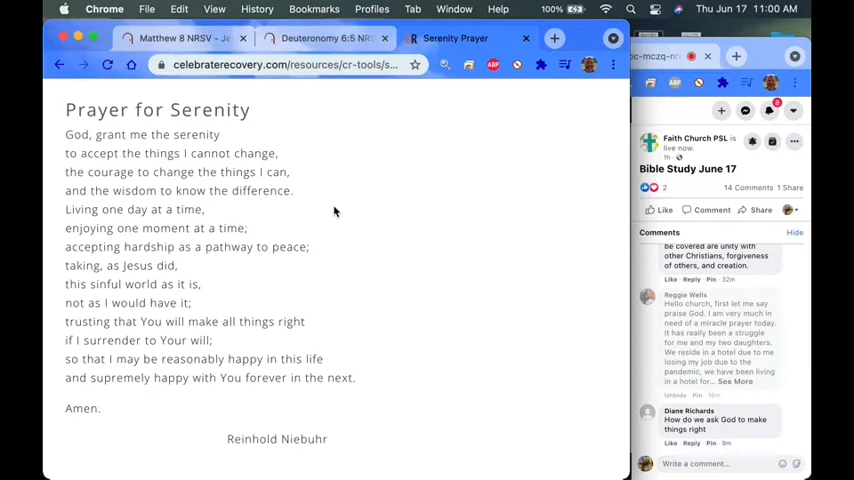 Chrome File Edit View History Bookmarks Profiles Tab Window Help 100% Thu Jun 17 11:00 AM
Matthew 8 NRSV - Je
Deuteronomy 6:5 NRS
Serenity Prayer
celebraterecovery.com/resources/cr-tools/s...
ABP
Prayer for Serenity
God, grant me the serenity
to accept the things I cannot change,
the courage to change the things I can,
and the wisdom to know the difference.
Living one day at a time,
enjoying one moment at a time;
accepting hardship as a pathway to peace;
taking, as Jesus did,
this sinful world as it is,
not as I would have it;
trusting that You will make all things right
if I surrender to Your will;
so that I may be reasonably happy in this life
and supremely happy with You forever in the next.
Amen.
Reinhold Niebuhr
oc-mczq-nr
8
Faith Church PSL is
live now.
1h
Bible Study June 17
2 14 Comments 1 Share
Like Comment Share
Comments Hide
be covered are unity with
other Christians, forgiveness
of others, and creation.
Like · Reply · Pin · 32m
Reggie Wells
Hello church, first let me say
praise God. I am very much in
need of a miracle prayer today.
It has really been a struggle
for me and my two daughters.
We reside in a hotel due to me
losing my job due to the
pandemic, we have been living
in a hotel for... See More
Unhide Pin · 16m
Diane Richards
How do we ask God to make
things right
Like · Reply · Pin · 9m
Write a comment...